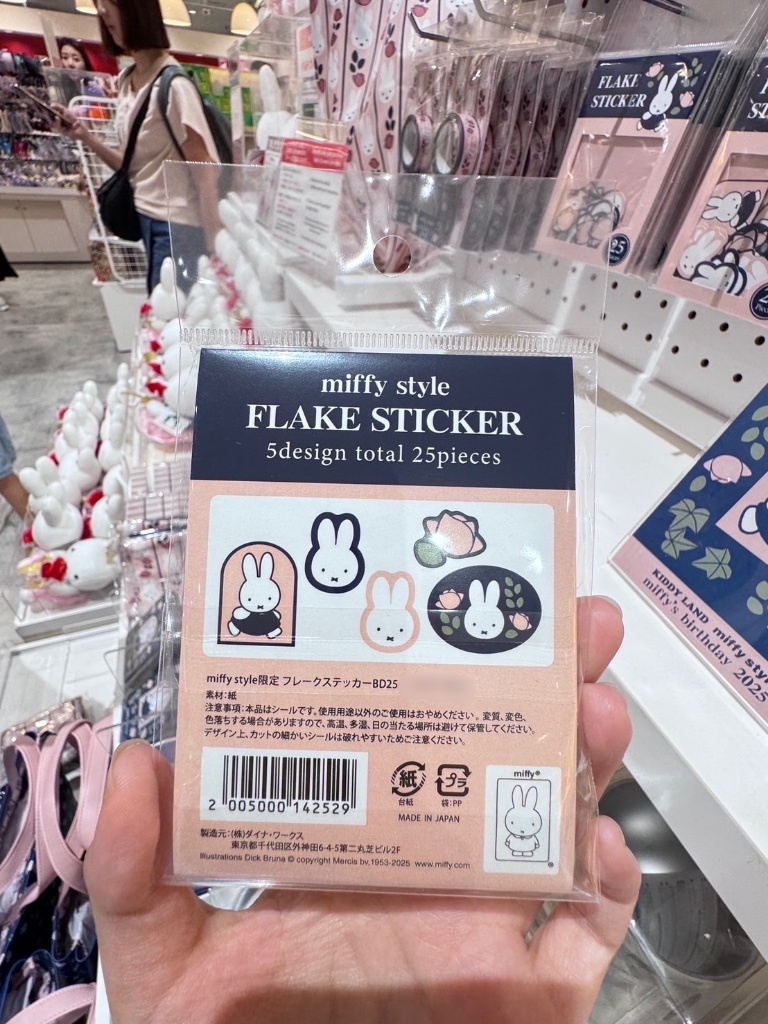 FLAKE
STICKER
25
miffy style
FLAKE STICKER
5design total 25pieces
miffy style限定 フレークステッカーBD25
素材:紙
注意事項:本品はシールです。使用用途以外のご使用はおやめください。変質、変色、
色落ちする場合がありますので、高温、多湿、日の当たる場所は避けて保管してください。
デザイン上、カットの細かいシールは破れやすいためご注意ください。
2 005000 142529
紙
台紙
プラ
袋:PP
MADE IN JAPAN
miffy®
®
製造元:(株)ダイナ・ワークス
東京都千代田区外神田6-4-5第二丸芝ビル2F
Illustrations Dick Bruna © copyright Mercis bv,1953-2025 www.miffy.com
KIDDY LAND miffy
miffy's birthday 2025